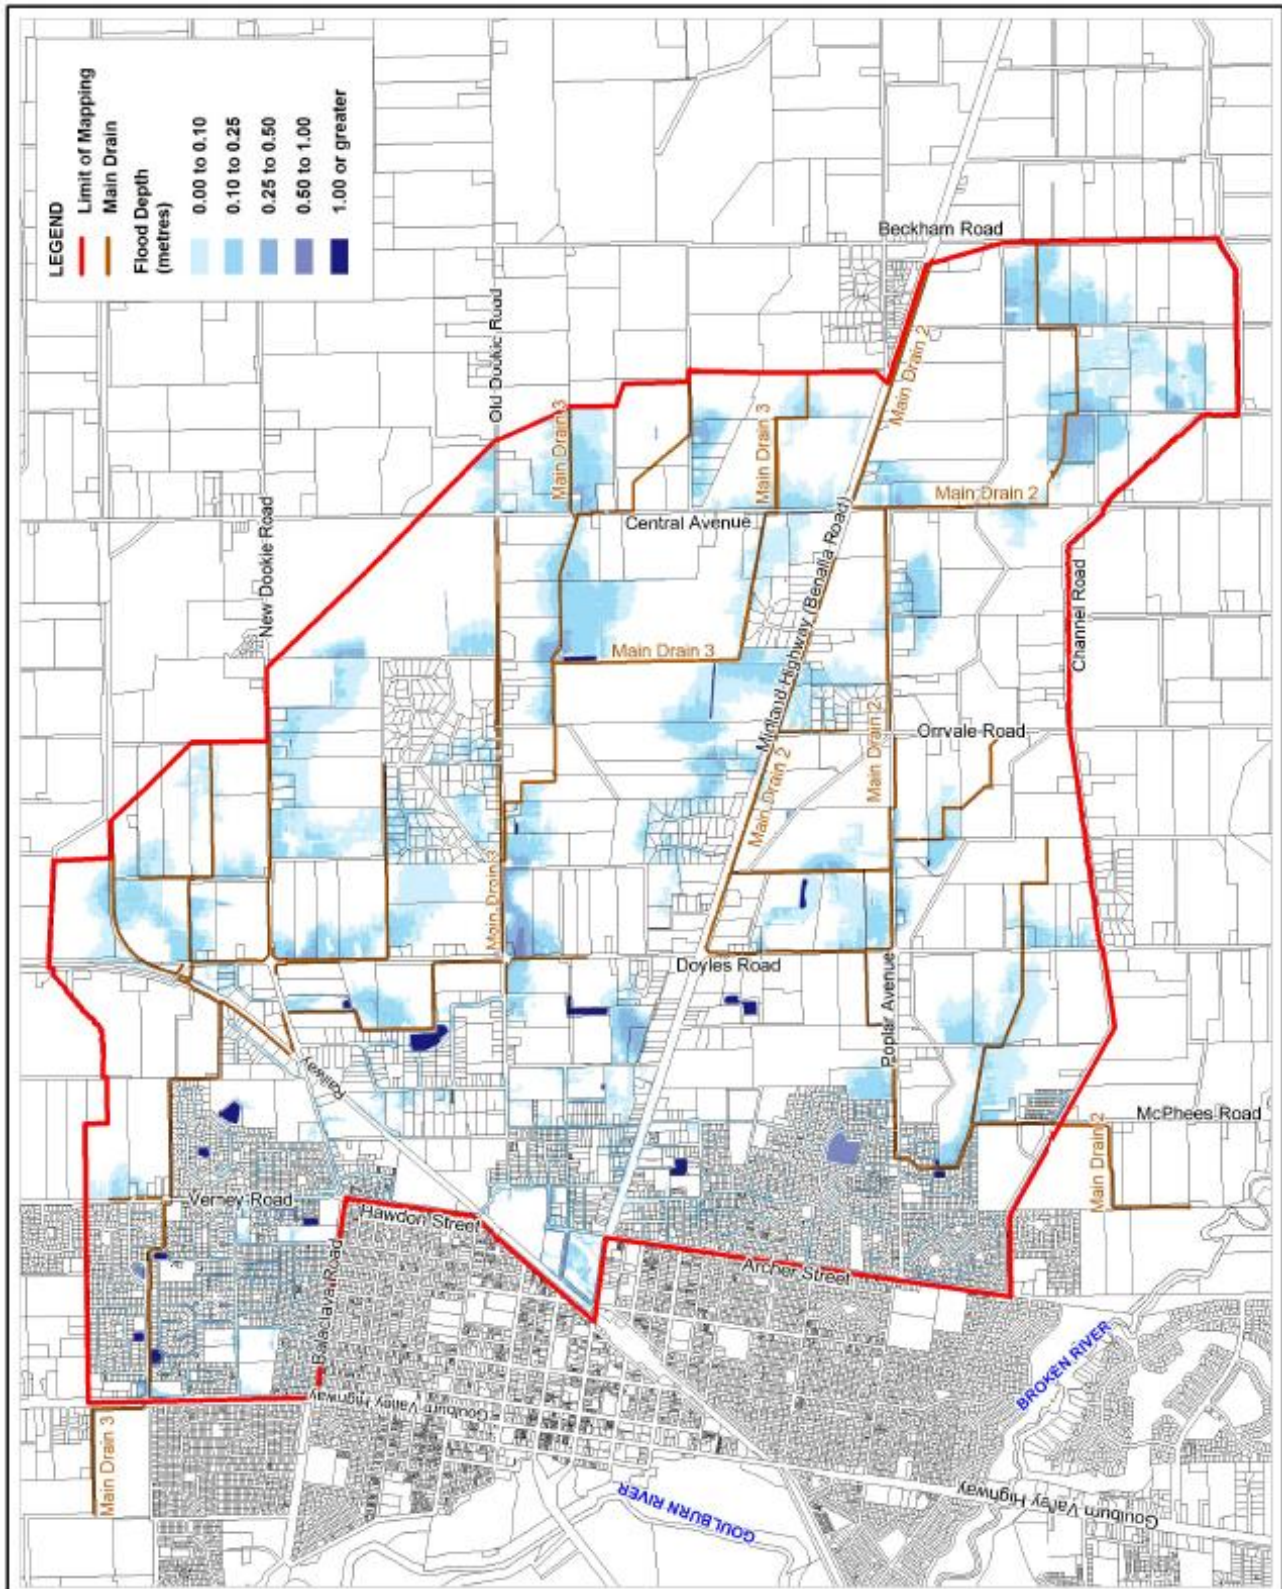 LEGEND
Limit of Mapping
Main Drain
Flood Depth
(metres)
0.00 to 0.10
0.10 to 0.25
0.25 to 0.50
0.50 to 1.00
1.00 or greater
Beckham Road
Old Dookie Road
Main Drain 2
Main Drain 3
Main Drain 3
Main Drain 2
New Dookie Road
Central Avenue
Midland Highway (Benalla Road)
Main Drain 3
Channel Road
Orrvale Road
Main Drain 2
Main Drain 2
Main Drain 3
Doyles Road
Poplar Avenue
Railway
McPhees Road
Main Drain 2
Verney Road
Hawdon Street
Balaclava Road
Archer Street
BROKEN RIVER
Goulburn Valley Highway
Main Drain 3
GOULBURN RIVER
Goulburn Valley Highway